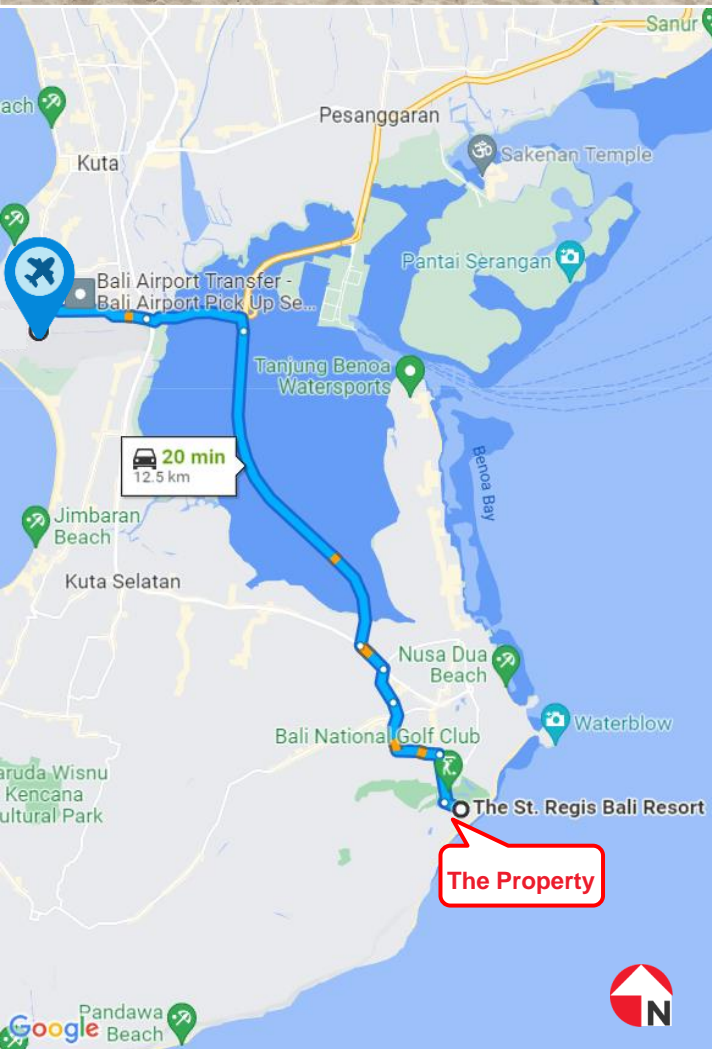 Sanur
ach
Pesanggaran
Kuta
Sakenan Temple
Pantai Serangan
Bali Airport Transfer -
Bali Airport Pick Up Se...
Tanjung Benoa
Watersports
Benoa Bay
20 min
12.5 km
Jimbaran
Beach
Kuta Selatan
Nusa Dua
Beach
Waterblow
Bali National Golf Club
aruda Wisnu
Kencana
ultural Park
The St. Regis Bali Resort
The Property
N
Pandawa
Beach
Google